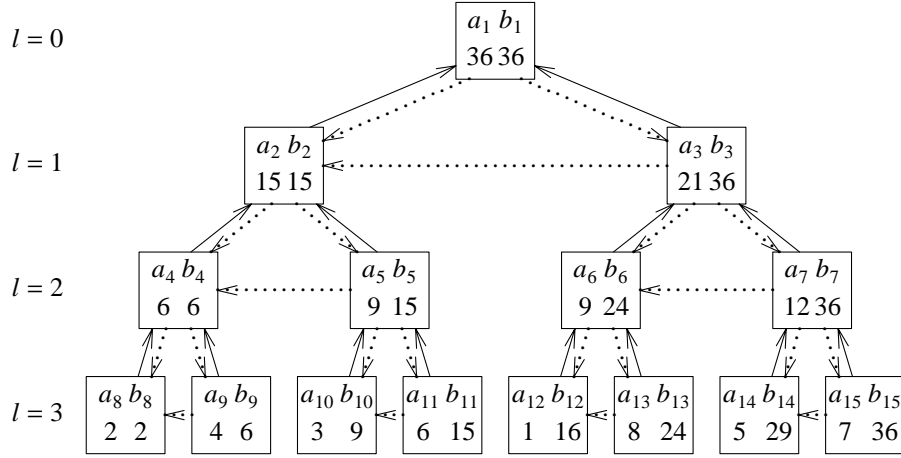 l = 0
a1 b1
36 36
l = 1
a2 b2
15 15
a3 b3
21 36
l = 2
a4 b4
6 6
a5 b5
9 15
a6 b6
9 24
a7 b7
12 36
l = 3
a8 b8
2 2
a9 b9
4 6
a10 b10
3 9
a11 b11
6 15
a12 b12
1 16
a13 b13
8 24
a14 b14
5 29
a15 b15
7 36